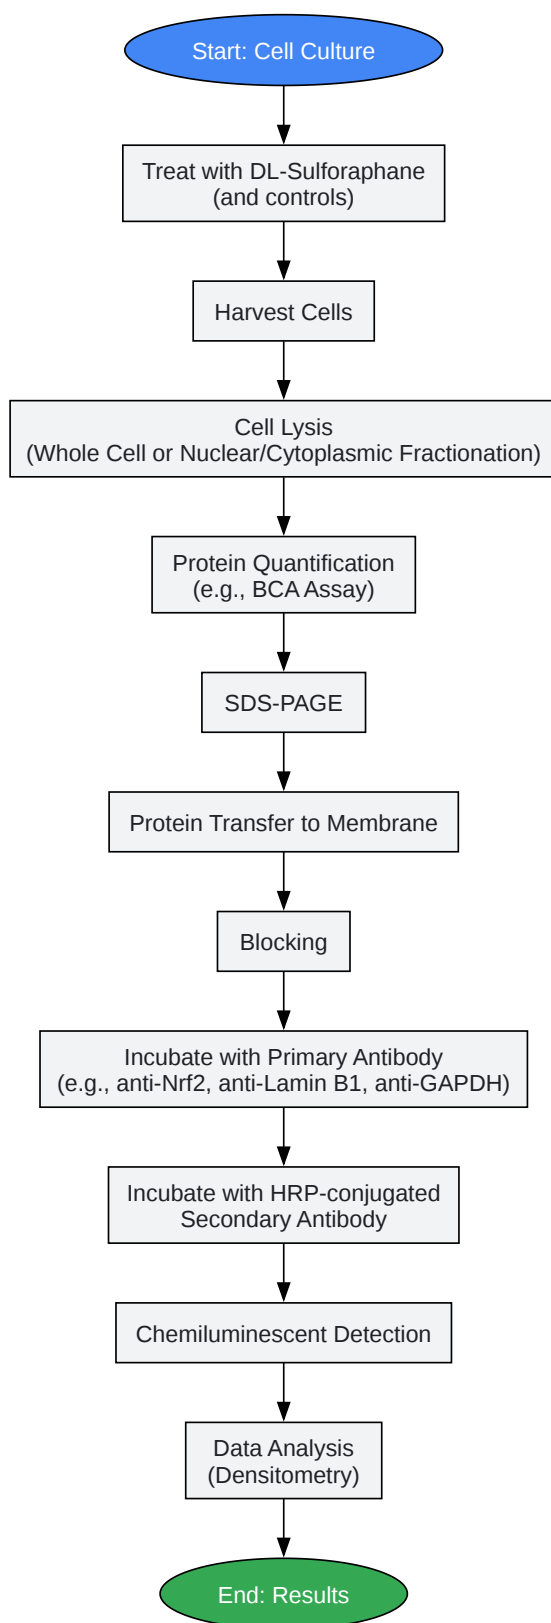 Start: Cell Culture
Treat with DL-Sulforaphane
(and controls)
Harvest Cells
Cell Lysis
(Whole Cell or Nuclear/Cytoplasmic Fractionation)
Protein Quantification
(e.g., BCA Assay)
SDS-PAGE
Protein Transfer to Membrane
Blocking
Incubate with Primary Antibody
(e.g., anti-Nrf2, anti-Lamin B1, anti-GAPDH)
Incubate with HRP-conjugated
Secondary Antibody
Chemiluminescent Detection
Data Analysis
(Densitometry)
End: Results